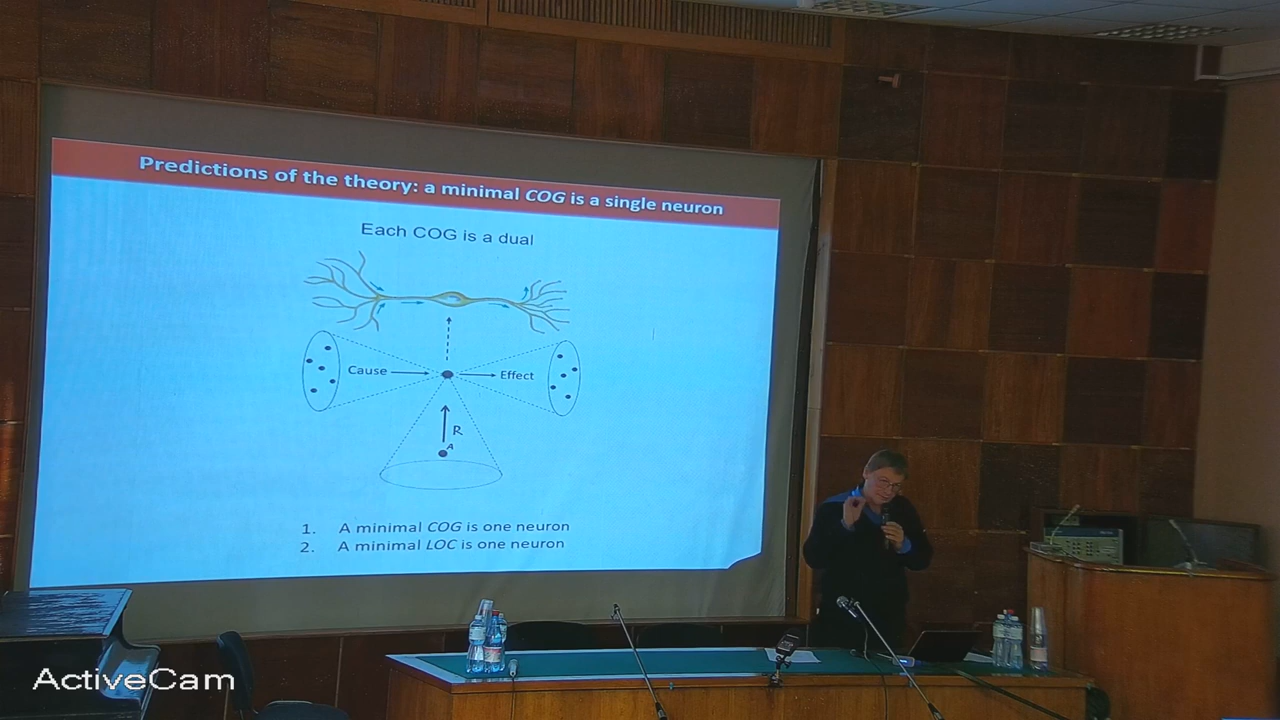 Predictions of the theory: a minimal COG is a single neuron
Each COG is a dual
Cause
Effect
R
A
1. A minimal COG is one neuron
2. A minimal LOC is one neuron
ActiveCam